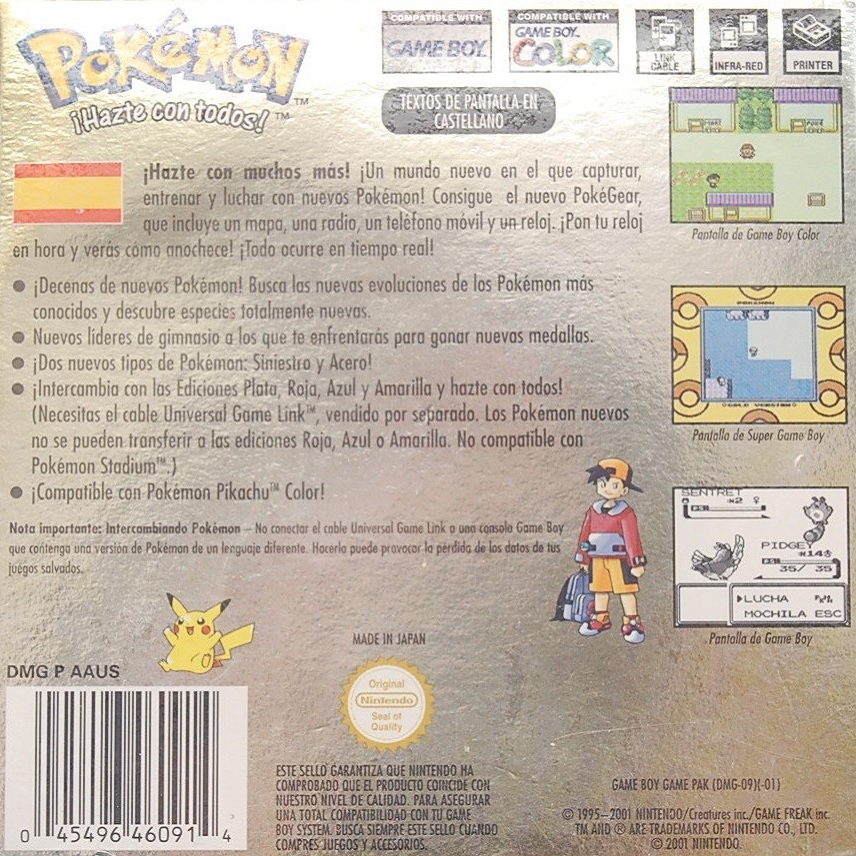 POKéMON™
¡Hazte con todos!™
COMPATIBLE WITH
GAME BOY
COMPATIBLE WITH
GAME BOY
COLOR
LINK
CABLE
INFRA-RED
PRINTER
TEXTOS DE PANTALLA EN
CASTELLANO
¡Hazte con muchos más! ¡Un mundo nuevo en el que capturar,
entrenar y luchar con nuevos Pokémon! Consigue el nuevo PokéGear,
que incluye un mapa, una radio, un teléfono móvil y un reloj. ¡Pon tu reloj
en hora y verás cómo anochece! ¡Todo ocurre en tiempo real!
MART
POKé
Pantalla de Game Boy Color
● ¡Decenas de nuevos Pokémon! Busca las nuevas evoluciones de los Pokémon más
conocidos y descubre especies totalmente nuevas.
● Nuevos líderes de gimnasio a los que te enfrentarás para ganar nuevas medallas.
● ¡Dos nuevos tipos de Pokémon: Siniestro y Acero!
● ¡Intercambia con las Ediciones Plata, Roja, Azul y Amarilla y hazte con todos!
(Necesitas el cable Universal Game Link™, vendido por separado. Los Pokémon nuevos
no se pueden transferir a las ediciones Roja, Azul o Amarilla. No compatible con
Pokémon Stadium™.)
● ¡Compatible con Pokémon Pikachu™ Color!
POKéMON
GOLD VERSION
Pantalla de Super Game Boy
Nota importante: Intercambiando Pokémon – No conectar el cable Universal Game Link a una consola Game Boy
que contenga una versión de Pokémon de un lenguaje diferente. Hacerlo puede provocar la pérdida de los datos de tus
juegos salvados.
SENTRET
:L2 ♀
HP:
PIDGEY
:L14♂
HP:
35/ 35
▶LUCHA PKMN
MOCHILA ESC
Pantalla de Game Boy
MADE IN JAPAN
DMG P AAUS
Original
Nintendo
Seal of
Quality
0 45496 46091 4
ESTE SELLO GARANTIZA QUE NINTENDO HA
COMPROBADO QUE EL PRODUCTO COINCIDE CON
NUESTRO NIVEL DE CALIDAD. PARA ASEGURAR
UNA TOTAL COMPATIBILIDAD CON TU GAME
BOY SYSTEM. BUSCA SIEMPRE ESTE SELLO CUANDO
COMPRES JUEGOS Y ACCESORIOS.
GAME BOY GAME PAK (DMG-09)(-01)
© 1995–2001 NINTENDO/Creatures inc./GAME FREAK inc.
TM AND ® ARE TRADEMARKS OF NINTENDO CO., LTD.
© 2001 NINTENDO.